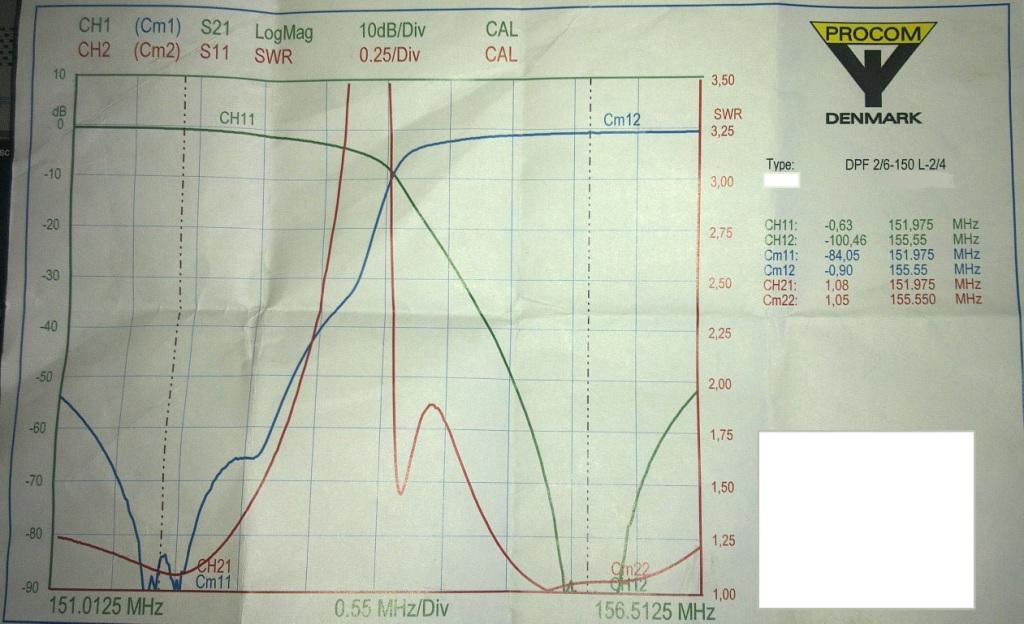 CH1 (Cm1) S21 LogMag 10dB/Div CAL
CH2 (Cm2) S11 SWR 0.25/Div CAL
PROCOM
DENMARK
10
dB
0
-10
-20
-30
-40
-50
-60
-70
-80
-90
CH11
Cm12
CH21
Cm11
Cm22
CH12
3,50
SWR
3,25
3,00
2,75
2,50
2,25
2,00
1,75
1,50
1,25
1,00
151.0125 MHz 0.55 MHz/Div 156.5125 MHz
Type: DPF 2/6-150 L-2/4
CH11: -0,63 151,975 MHz
CH12: -100,46 155,55 MHz
Cm11: -84,05 151.975 MHz
Cm12 -0,90 155.55 MHz
CH21: 1,08 151.975 MHz
Cm22: 1,05 155.550 MHz